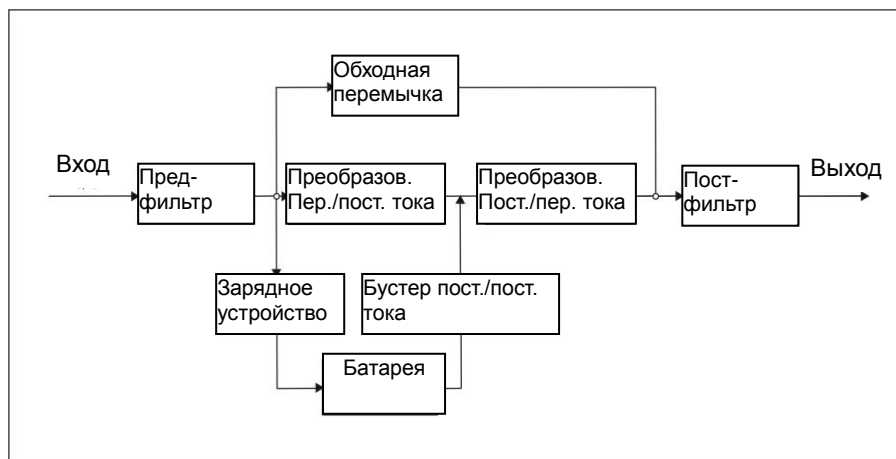 Обходная
перемычка
Вход
Пред-
фильтр
Преобразов.
Пер./пост. тока
Преобразов.
Пост./пер. тока
Пост-
фильтр
Выход
Зарядное
устройство
Бустер пост./пост.
тока
Батарея